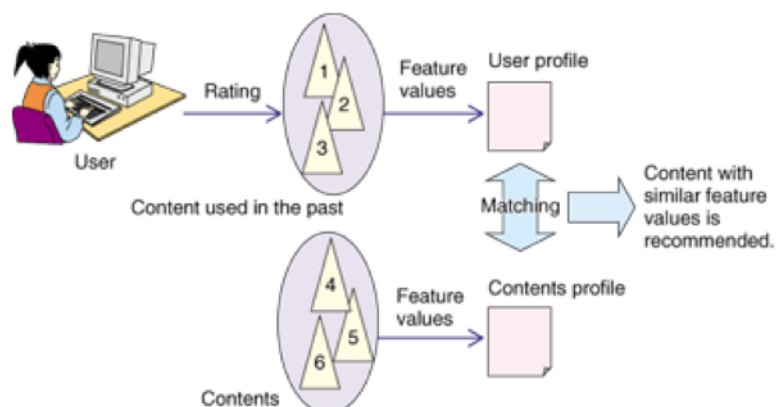 User
Rating
1
2
3
Content used in the past
Feature
values
User profile
Matching
Content with
similar feature
values is
recommended.
4
5
6
Contents
Feature
values
Contents profile